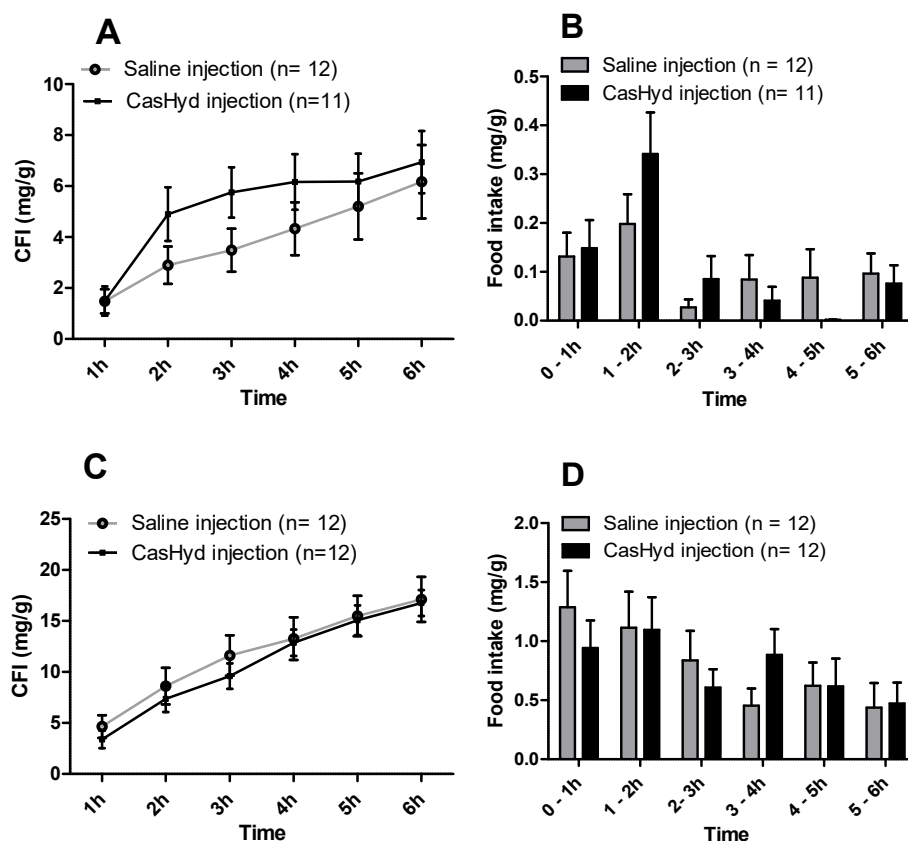 A
Saline injection (n= 12)
CasHyd injection (n=11)
CFI (mg/g)
8
6
4
2
0
1h
2h
3h
4h
5h
6h
Time
B
Saline injection (n = 12)
CasHyd injection (n= 11)
Food intake (mg/g)
0.5
0.4
0.3
0.2
0.1
0.0
0 - 1h
1 - 2h
2-3h
3 - 4h
4 - 5h
5 - 6h
Time
C
Saline injection (n= 12)
CasHyd injection (n=12)
CFI (mg/g)
25
20
15
10
5
0
1h
2h
3h
4h
5h
6h
Time
D
Saline injection (n = 12)
CasHyd injection (n= 12)
Food intake (mg/g)
2.0
1.5
1.0
0.5
0.0
0 - 1h
1 - 2h
2- 3h
3 - 4h
4 - 5h
5 - 6h
Time